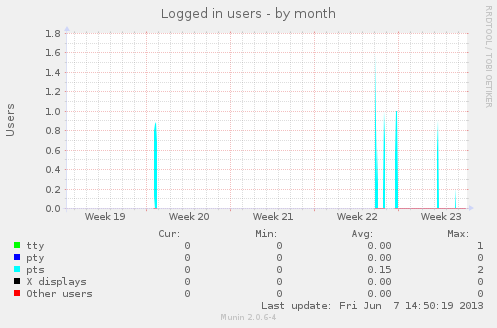 Logged in users - by month
RRDTOOL / TOBI OETIKER
Users
1.8
1.6
1.4
1.2
1.0
0.8
0.6
0.4
0.2
0.0
Week 19 Week 20 Week 21 Week 22 Week 23
Cur: Min: Avg: Max:
tty 0 0 0.00 1
pty 0 0 0.00 0
pts 0 0 0.15 2
X displays 0 0 0.00 0
Other users 0 0 0.00 0
Last update: Fri Jun 7 14:50:19 2013
Munin 2.0.6-4